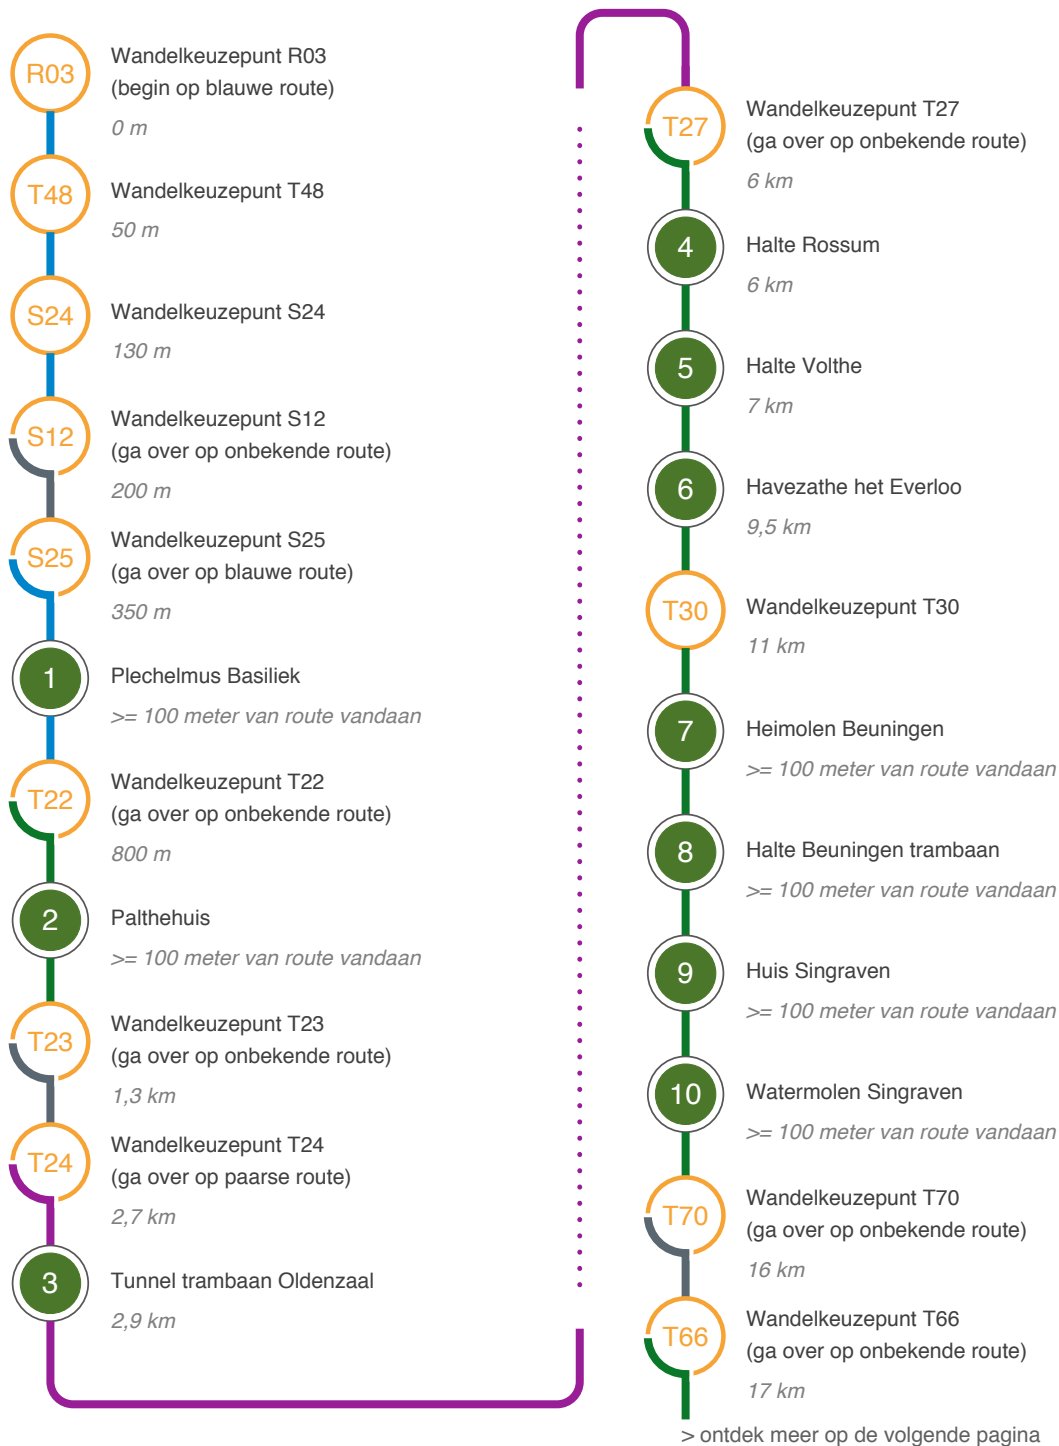 R03
Wandelkeuzepunt R03
(begin op blauwe route)
0 m
T48
Wandelkeuzepunt T48
50 m
S24
Wandelkeuzepunt S24
130 m
S12
Wandelkeuzepunt S12
(ga over op onbekende route)
200 m
S25
Wandelkeuzepunt S25
(ga over op blauwe route)
350 m
1
Plechelmus Basiliek
>= 100 meter van route vandaan
T22
Wandelkeuzepunt T22
(ga over op onbekende route)
800 m
2
Palthehuis
>= 100 meter van route vandaan
T23
Wandelkeuzepunt T23
(ga over op onbekende route)
1,3 km
T24
Wandelkeuzepunt T24
(ga over op paarse route)
2,7 km
3
Tunnel trambaan Oldenzaal
2,9 km
T27
Wandelkeuzepunt T27
(ga over op onbekende route)
6 km
4
Halte Rossum
6 km
5
Halte Volthe
7 km
6
Havezathe het Everloo
9,5 km
T30
Wandelkeuzepunt T30
11 km
7
Heimolen Beuningen
>= 100 meter van route vandaan
8
Halte Beuningen trambaan
>= 100 meter van route vandaan
9
Huis Singraven
>= 100 meter van route vandaan
10
Watermolen Singraven
>= 100 meter van route vandaan
T70
Wandelkeuzepunt T70
(ga over op onbekende route)
16 km
T66
Wandelkeuzepunt T66
(ga over op onbekende route)
17 km
> ontdek meer op de volgende pagina